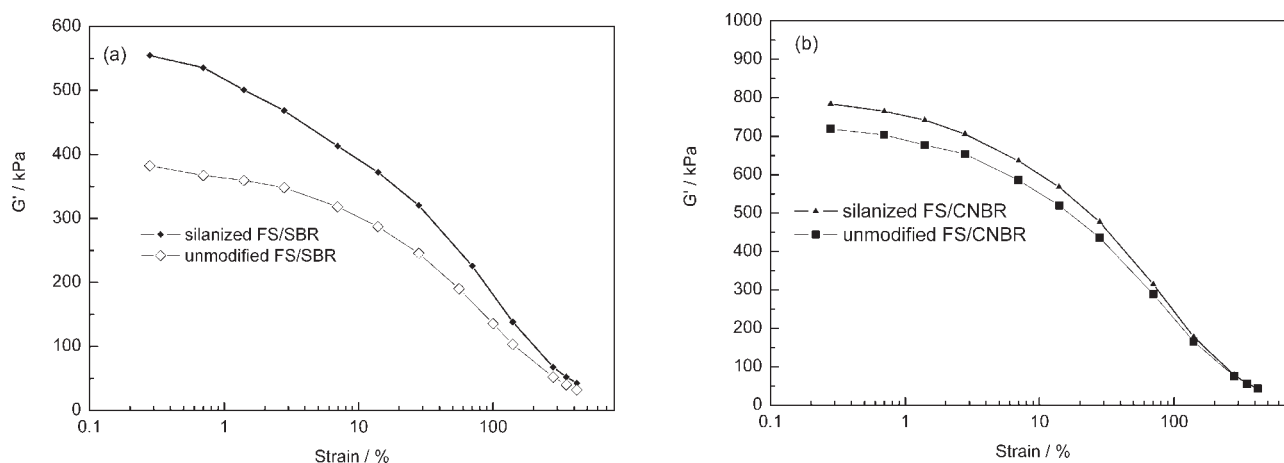 600
500
400
300
200
100
0
G' / kPa
(a)
silanized FS/SBR
unmodified FS/SBR
0.1 1 10 100
Strain / %
1000
900
800
700
600
500
400
300
200
100
0
G' / kPa
(b)
silanized FS/CNBR
unmodified FS/CNBR
0.1 1 10 100
Strain / %